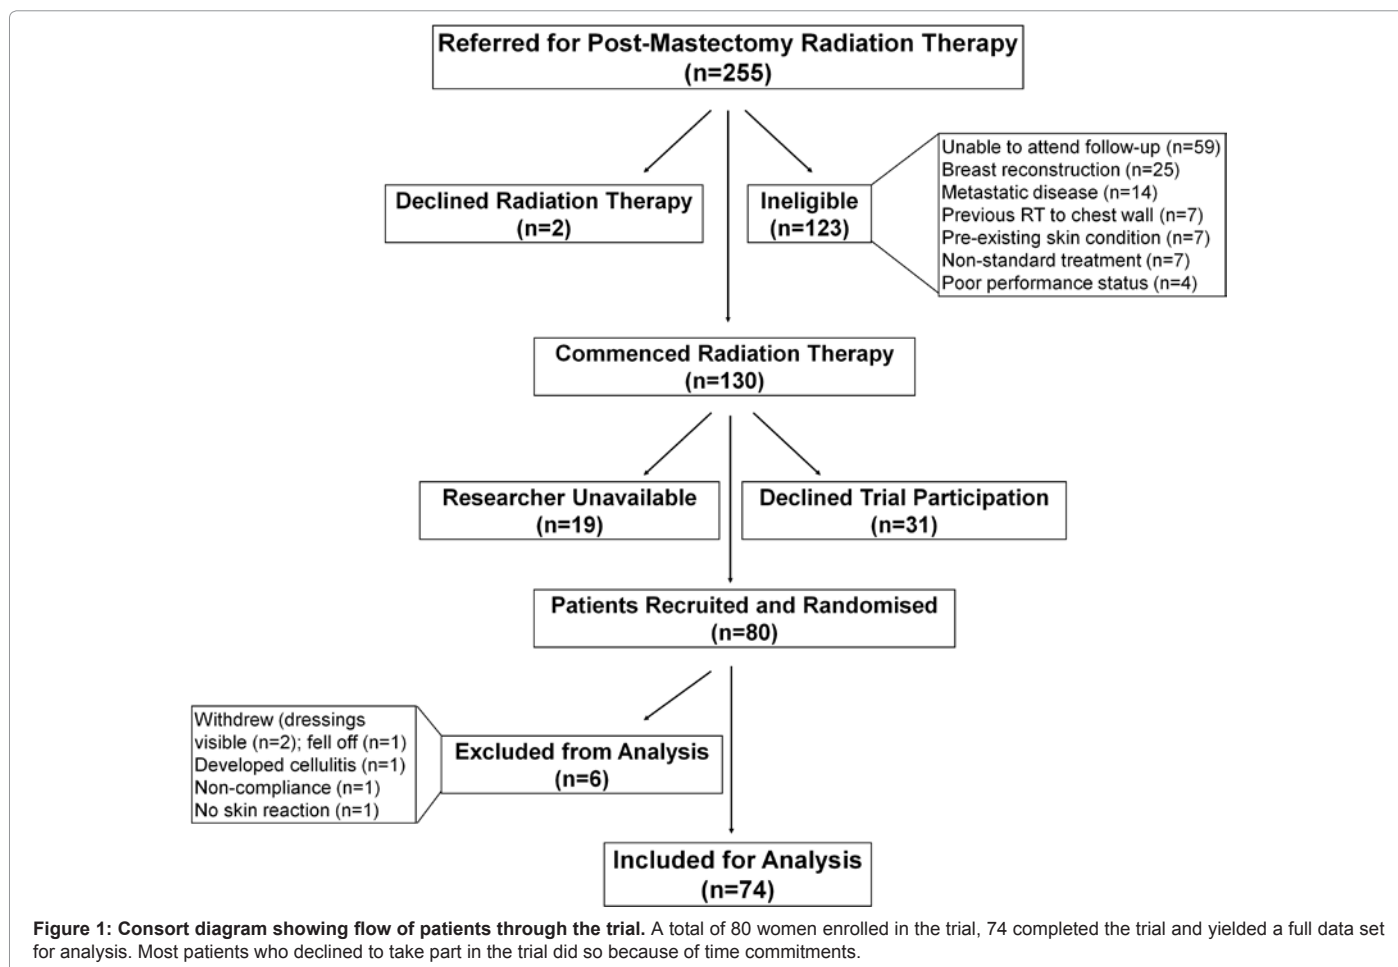 Referred for Post-Mastectomy Radiation Therapy
(n=255)
Unable to attend follow-up (n=59)
Breast reconstruction (n=25)
Metastatic disease (n=14)
Previous RT to chest wall (n=7)
Pre-existing skin condition (n=7)
Non-standard treatment (n=7)
Poor performance status (n=4)
Declined Radiation Therapy
(n=2)
Ineligible
(n=123)
Commenced Radiation Therapy
(n=130)
Researcher Unavailable
(n=19)
Declined Trial Participation
(n=31)
Patients Recruited and Randomised
(n=80)
Withdrew (dressings
visible (n=2); fell off (n=1)
Developed cellulitis (n=1)
Non-compliance (n=1)
No skin reaction (n=1)
Excluded from Analysis
(n=6)
Included for Analysis
(n=74)
Figure 1: Consort diagram showing flow of patients through the trial. A total of 80 women enrolled in the trial, 74 completed the trial and yielded a full data set
for analysis. Most patients who declined to take part in the trial did so because of time commitments.